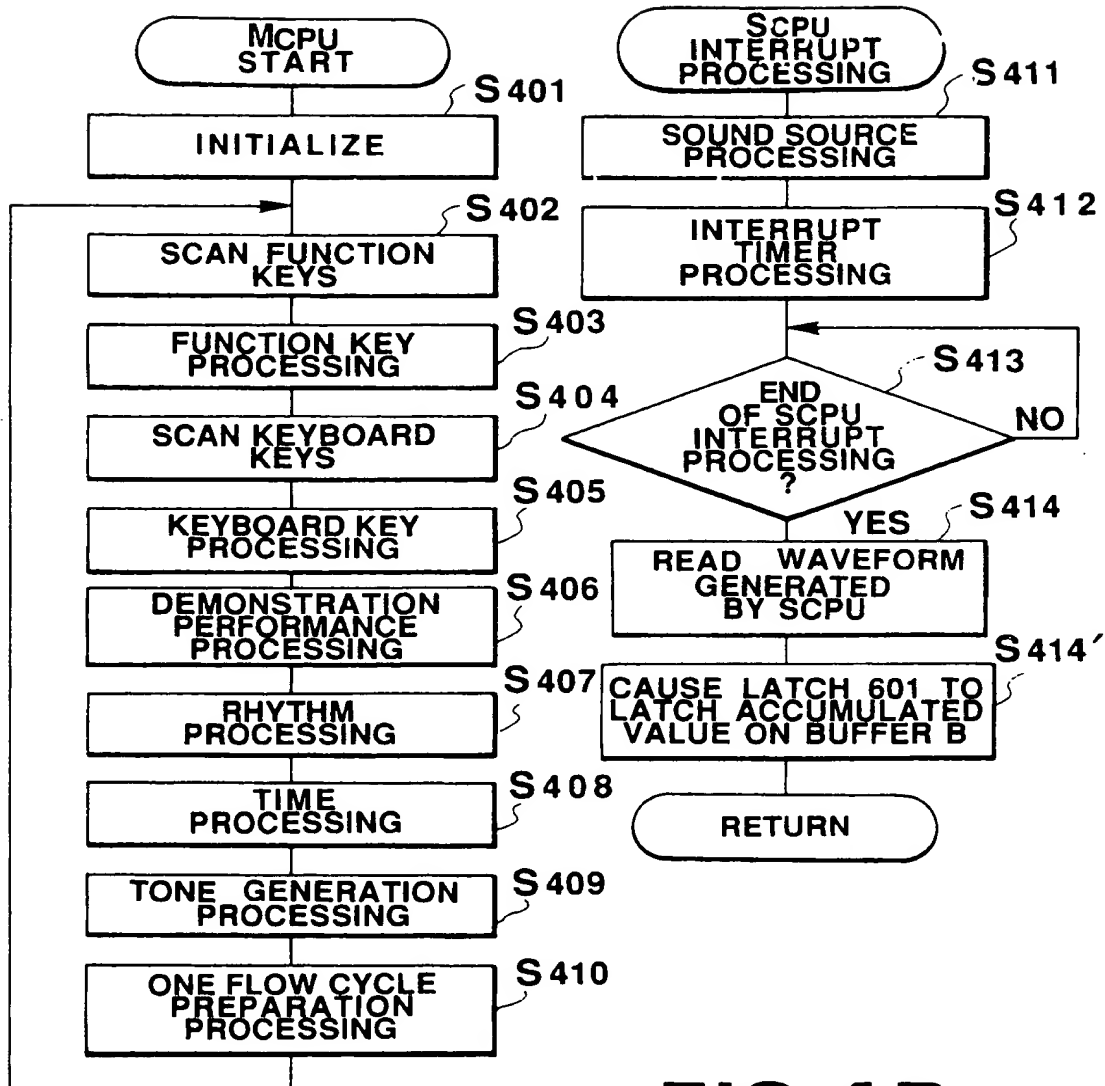 MCPU
START
S401
INITIALIZE
S402
SCAN FUNCTION
KEYS
S403
FUNCTION KEY
PROCESSING
S404
SCAN KEYBOARD
KEYS
S405
KEYBOARD KEY
PROCESSING
S406
DEMONSTRATION
PERFORMANCE
PROCESSING
S407
RHYTHM
PROCESSING
S408
TIME
PROCESSING
S409
TONE GENERATION
PROCESSING
S410
ONE FLOW CYCLE
PREPARATION
PROCESSING
SCPU
INTERRUPT
PROCESSING
S411
SOUND SOURCE
PROCESSING
S412
INTERRUPT
TIMER
PROCESSING
S413
END
OF SCPU
INTERRUPT
PROCESSING
?
NO
YES
S414
READ WAVEFORM
GENERATED
BY SCPU
S414′
CAUSE LATCH 601 TO
LATCH ACCUMULATED
VALUE ON BUFFER B
RETURN